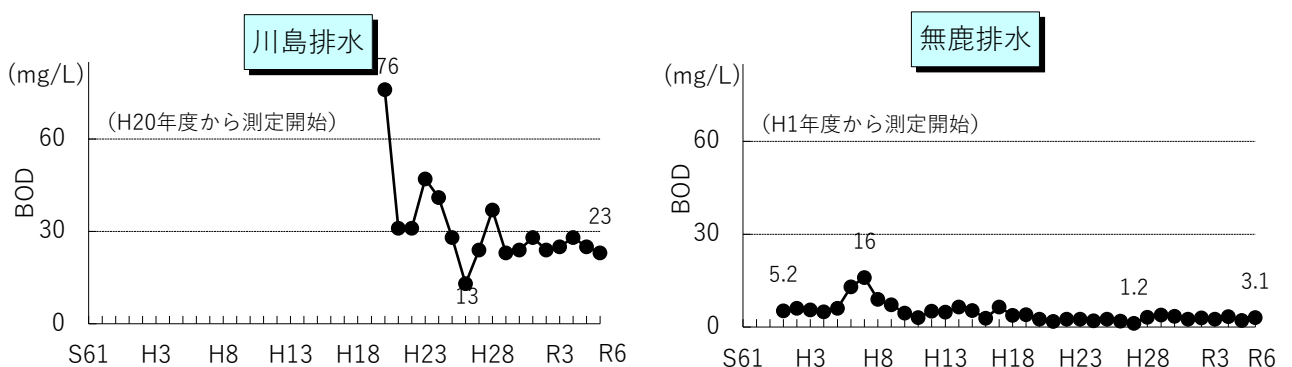 川島排水
(mg/L)
76
(H20年度から測定開始)
60
BOD
30
23
13
0
S61 H3 H8 H13 H18 H23 H28 R3 R6
無鹿排水
(mg/L)
(H1年度から測定開始)
60
BOD
30
16
5.2
1.2
3.1
0
S61 H3 H8 H13 H18 H23 H28 R3 R6